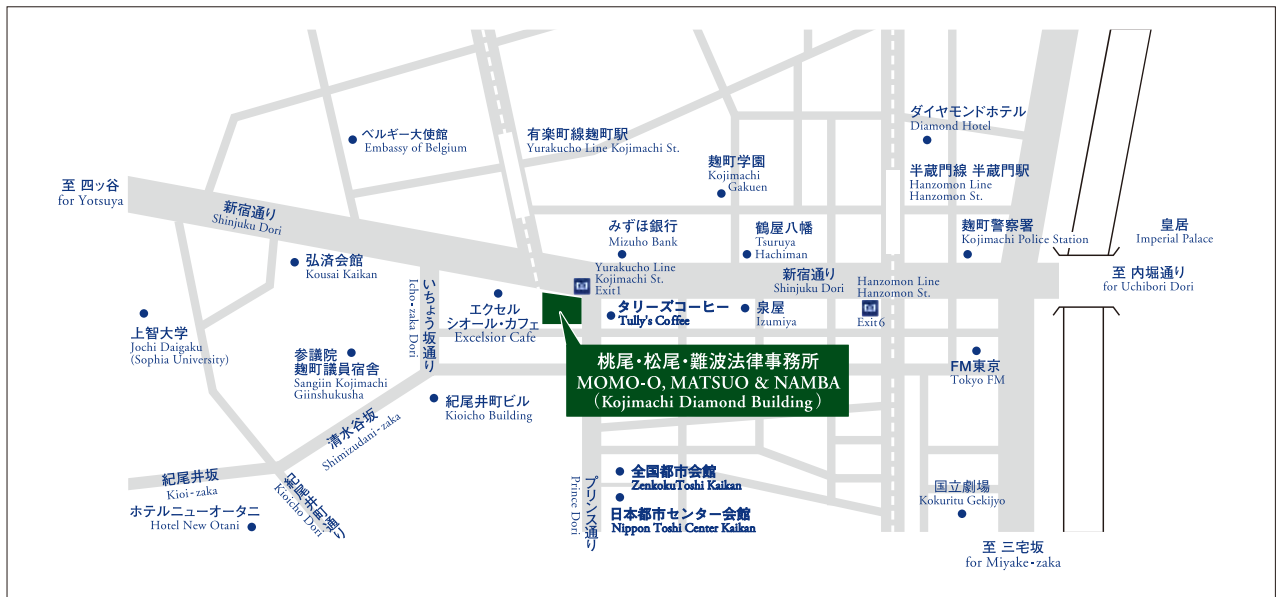 ダイヤモンドホテル
Diamond Hotel
ベルギー大使館
Embassy of Belgium
有楽町線麹町駅
Yurakucho Line Kojimachi St.
麹町学園
Kojimachi
Gakuen
半蔵門線 半蔵門駅
Hanzomon Line
Hanzomon St.
至 四ッ谷
for Yotsuya
新宿通り
Shinjuku Dori
みずほ銀行
Mizuho Bank
鶴屋八幡
Tsuruya
Hachiman
麹町警察署
Kojimachi Police Station
皇居
Imperial Palace
弘済会館
Kousai Kaikan
Yurakucho Line
Kojimachi St.
Exit1
新宿通り
Shinjuku Dori
Hanzomon Line
Hanzomon St.
Exit6
至 内堀通り
for Uchibori Dori
いちょう坂通り
Icho-zaka Dori
エクセル
シオール・カフェ
Excelsior Cafe
タリーズコーヒー
Tully's Coffee
泉屋
Izumiya
上智大学
Jochi Daigaku
(Sophia University)
参議院
麹町議員宿舎
Sangiin Kojimachi
Giinshukusha
桃尾・松尾・難波法律事務所
MOMO-O, MATSUO & NAMBA
(Kojimachi Diamond Building)
FM東京
Tokyo FM
紀尾井町ビル
Kioicho Building
清水谷坂
Shimizudani-zaka
紀尾井坂
Kioi-zaka
紀尾井町通り
Kioicho Dori
ホテルニューオータニ
Hotel New Otani
プリンス通り
Prince Dori
全国都市会館
ZenkokuToshi Kaikan
日本都市センター会館
Nippon Toshi Center Kaikan
国立劇場
Kokuritu Gekijyo
至 三宅坂
for Miyake-zaka